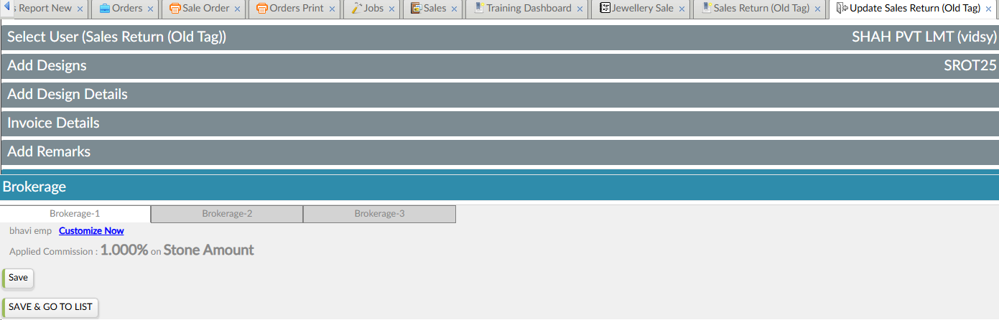 s Report New Orders Sale Order Orders Print Jobs Sales Training Dashboard Jewellery Sale Sales Return (Old Tag) Update Sales Return (Old Tag)
Select User (Sales Return (Old Tag)) SHAH PVT LMT (vidsy)
Add Designs SROT25
Add Design Details
Invoice Details
Add Remarks
Brokerage
Brokerage-1 Brokerage-2 Brokerage-3
bhavi emp Customize Now
Applied Commission : 1.000% on Stone Amount
Save
SAVE & GO TO LIST